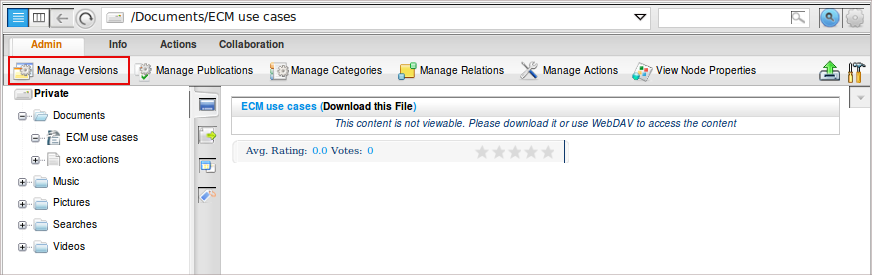 /Documents/ECM use cases
Admin Info Actions Collaboration
Manage Versions Manage Publications Manage Categories Manage Relations Manage Actions View Node Properties
Private
Documents
ECM use cases
exo:actions
Music
Pictures
Searches
Videos
ECM use cases (Download this File)
This content is not viewable. Please download it or use WebDAV to access the content
Avg. Rating: 0.0 Votes: 0